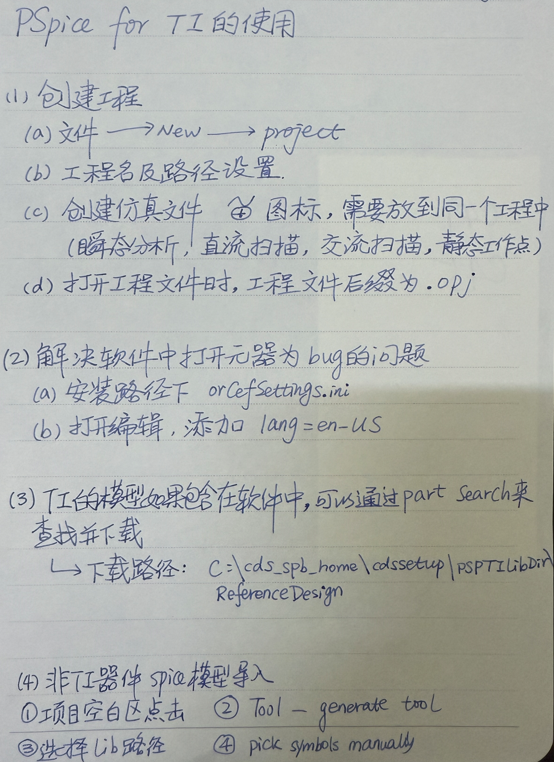 PSpice for TI 的使用
(1) 创建工程
(a) 文件 → New → project
(b) 工程名及路径设置.
(c) 创建仿真文件 图标, 需要放到同一个工程中
(瞬态分析, 直流扫描, 交流扫描, 静态工作点)
(d) 打开工程文件时, 工程文件后缀为 .opj
(2) 解决软件中打开元器为bug的问题
(a) 安装路径下 orCefSettings.ini
(b) 打开编辑, 添加 lang=en-US
(3) TI的模型如果包含在软件中, 可以通过part Search来
查找并下载
↳ 下载路径: C:\cds_spb_home\cdssetup\PSPTILibDir\
ReferenceDesign
(4) 非TI器件 spice 模型导入
①项目空白区点击 ② Tool — generate tool
③选择Lib路径 ④ pick symbols manually